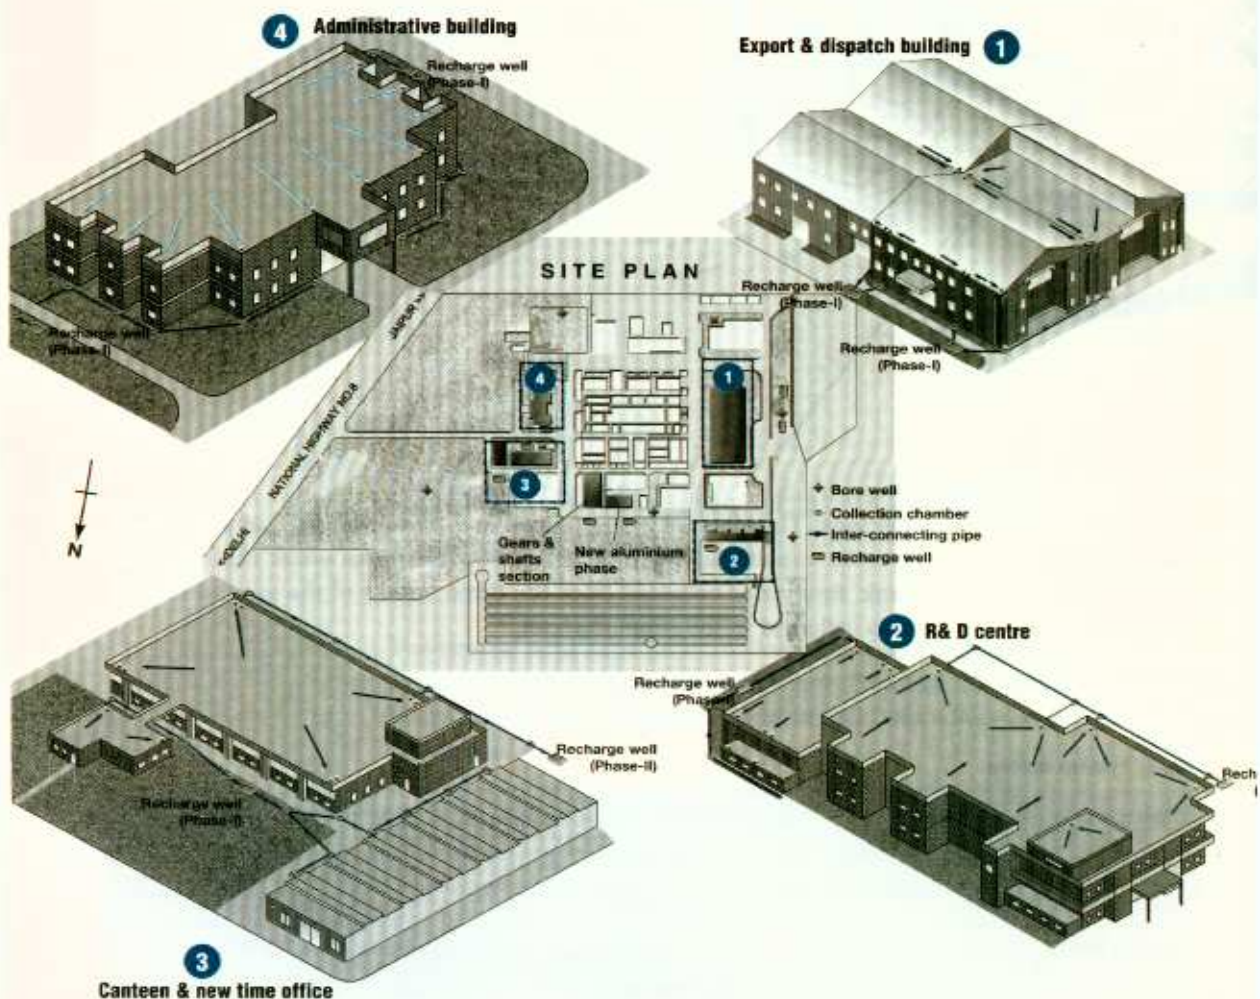 4 Administrative building
Recharge well
(Phase-I)
Export & dispatch building 1
Recharge well
(Phase-I)
Recharge well
(Phase-I)
Recharge well
(Phase-I)
SITE PLAN
JAIPUR >>
NATIONAL HIGHWAY NO.8
<<DELHI
N
4
1
3
2
Gears &
shafts
section
New aluminium
phase
Bore well
Collection chamber
Inter-connecting pipe
Recharge well
2 R& D centre
Recharge well
Rech
Recharge well
(Phase-II)
Recharge well
(Phase-I)
3
Canteen & new time office